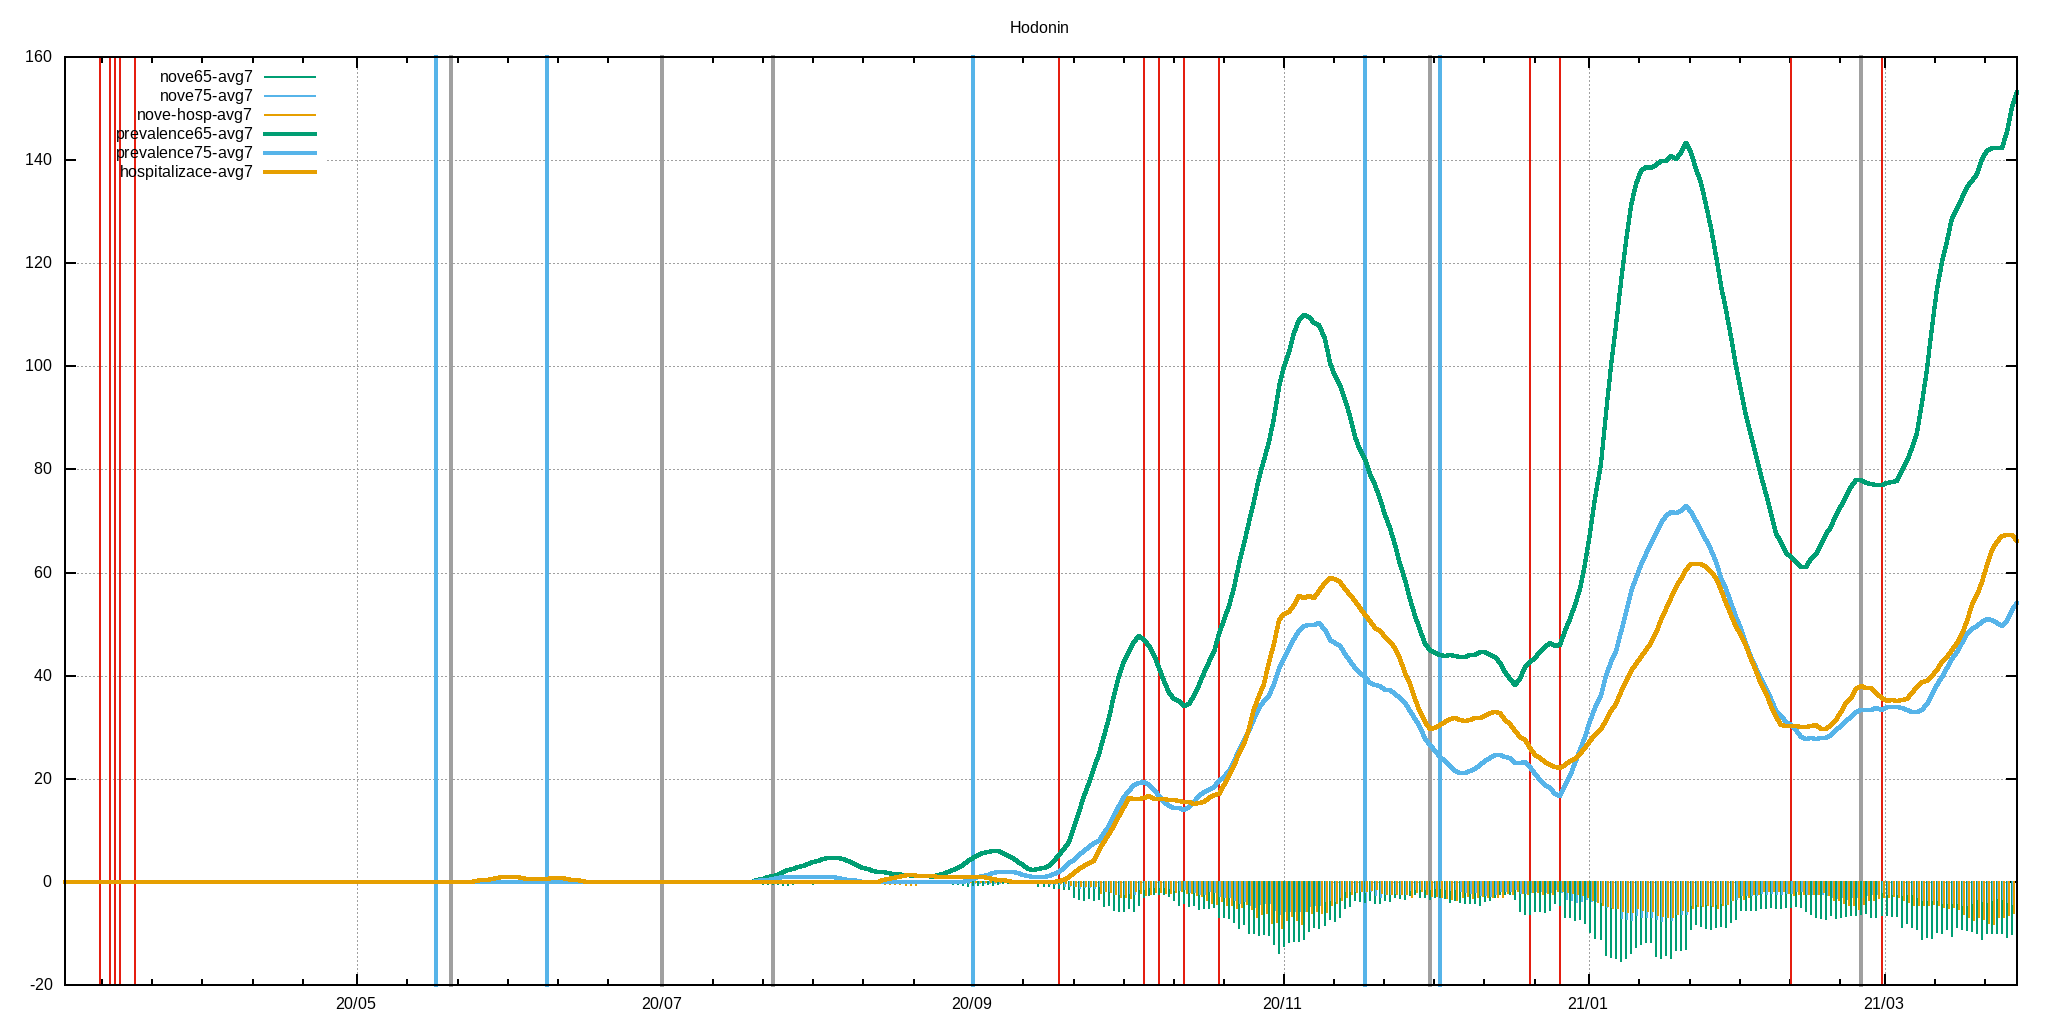 Hodonin
160
140
120
100
80
60
40
20
0
-20
nove65-avg7
nove75-avg7
nove-hosp-avg7
prevalence65-avg7
prevalence75-avg7
hospitalizace-avg7
20/05
20/07
20/09
20/11
21/01
21/03